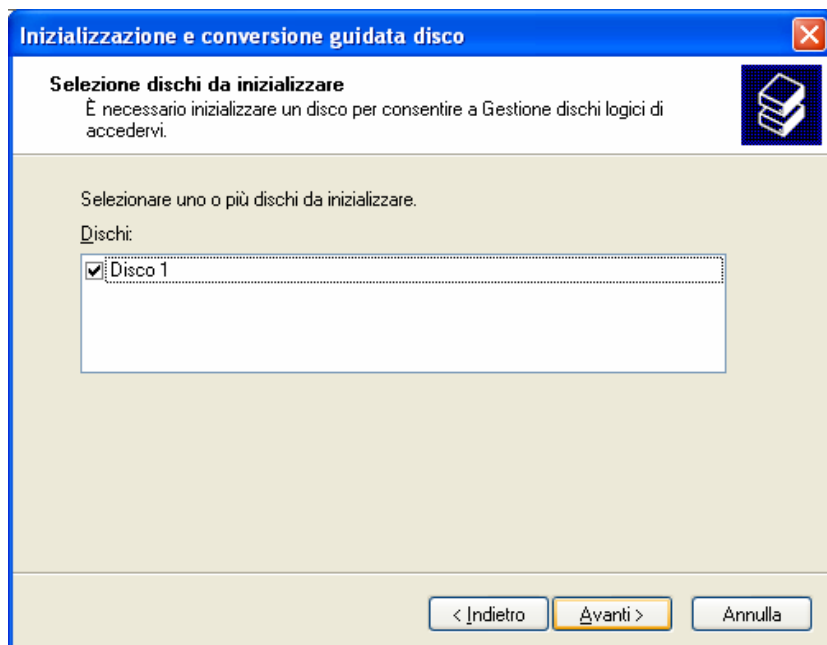 Inizializzazione e conversione guidata disco
Selezione dischi da inizializzare
È necessario inizializzare un disco per consentire a Gestione dischi logici di
accedervi.
Selezionare uno o più dischi da inizializzare.
Dischi:
Disco 1
< Indietro
Avanti >
Annulla